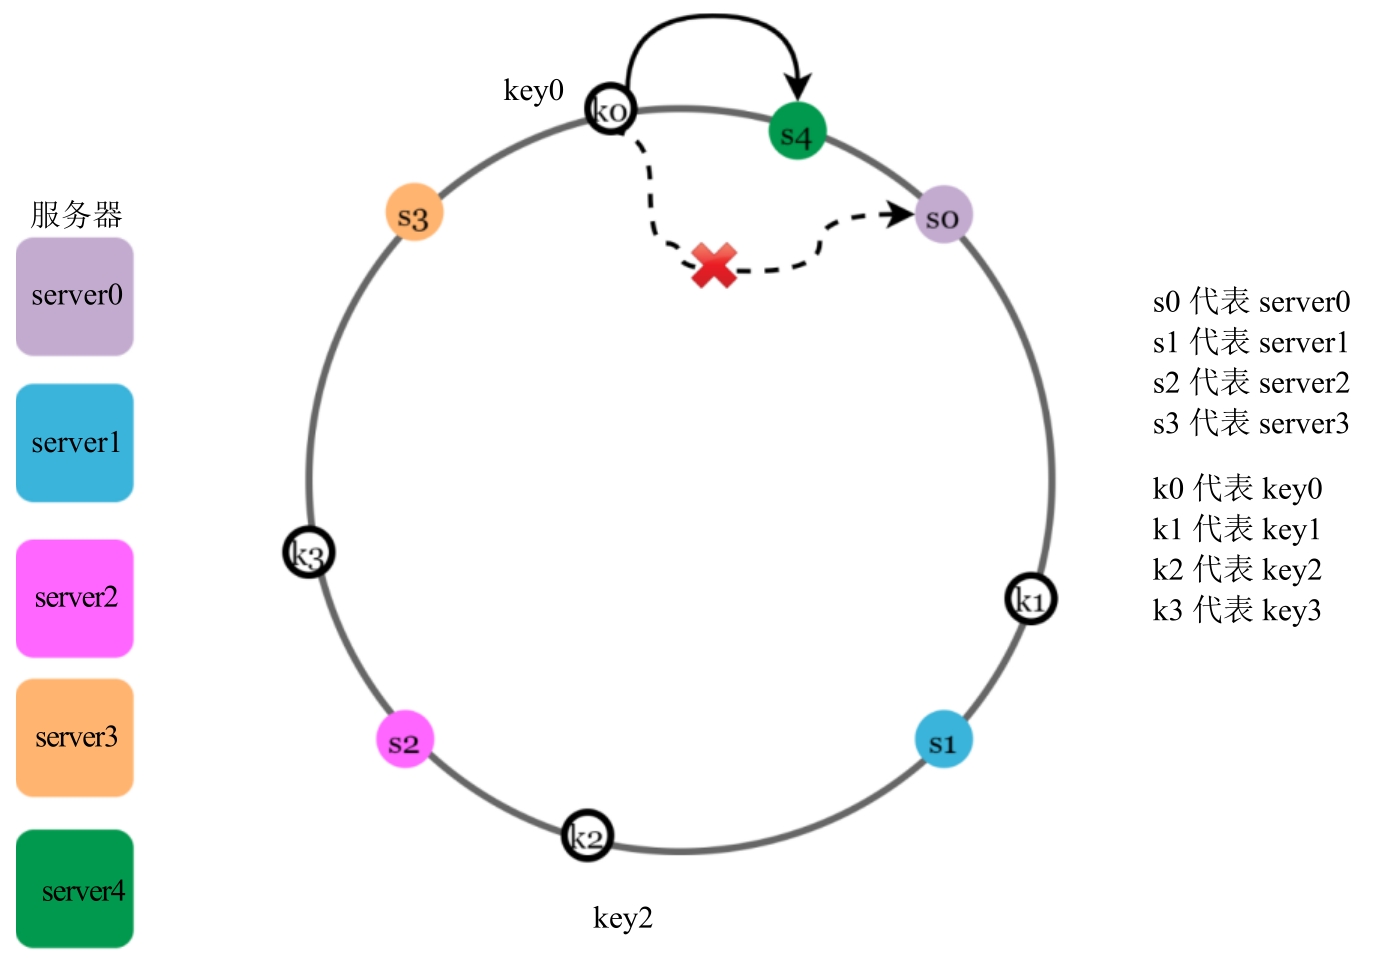 key0
k0
s4
s3
s0
服务器
server0
server1
server2
server3
server4
k3
k1
s2
s1
k2
key2
s0 代表 server0
s1 代表 server1
s2 代表 server2
s3 代表 server3
k0 代表 key0
k1 代表 key1
k2 代表 key2
k3 代表 key3